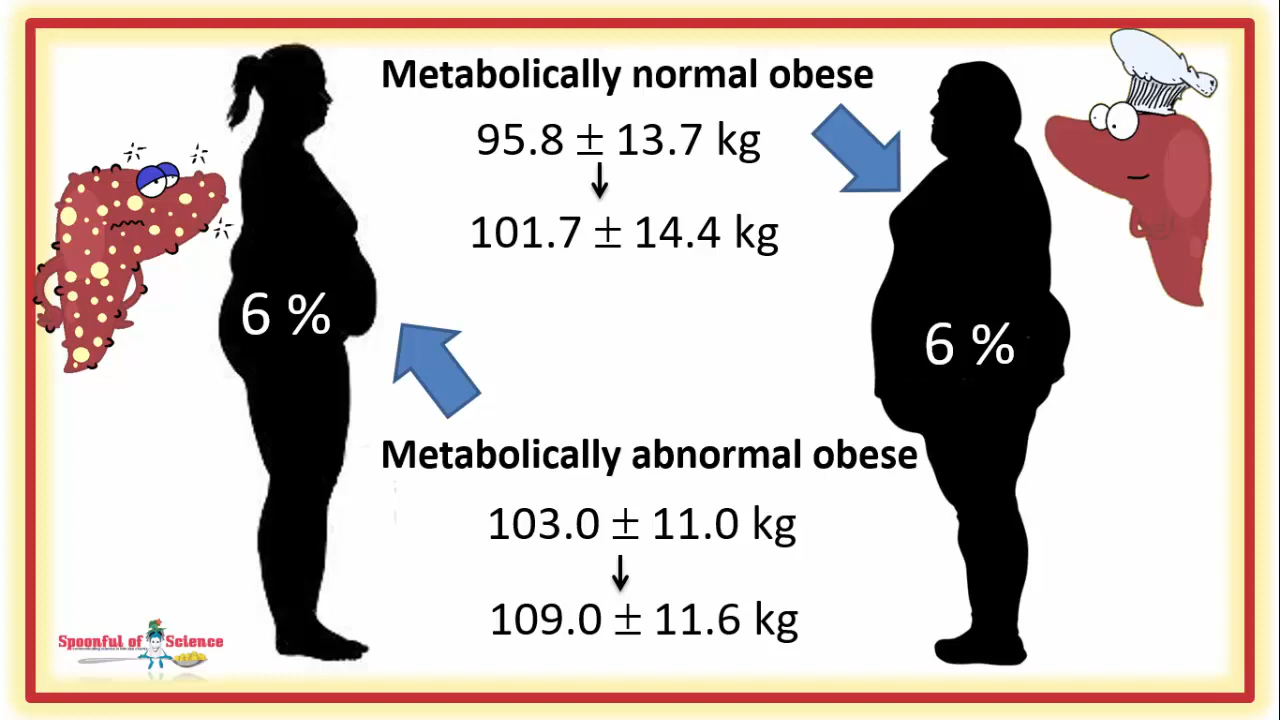 Metabolically normal obese
95.8 ± 13.7 kg
101.7 ± 14.4 kg
6 %
6 %
Metabolically abnormal obese
103.0 ± 11.0 kg
109.0 ± 11.6 kg
Spoonful of Science